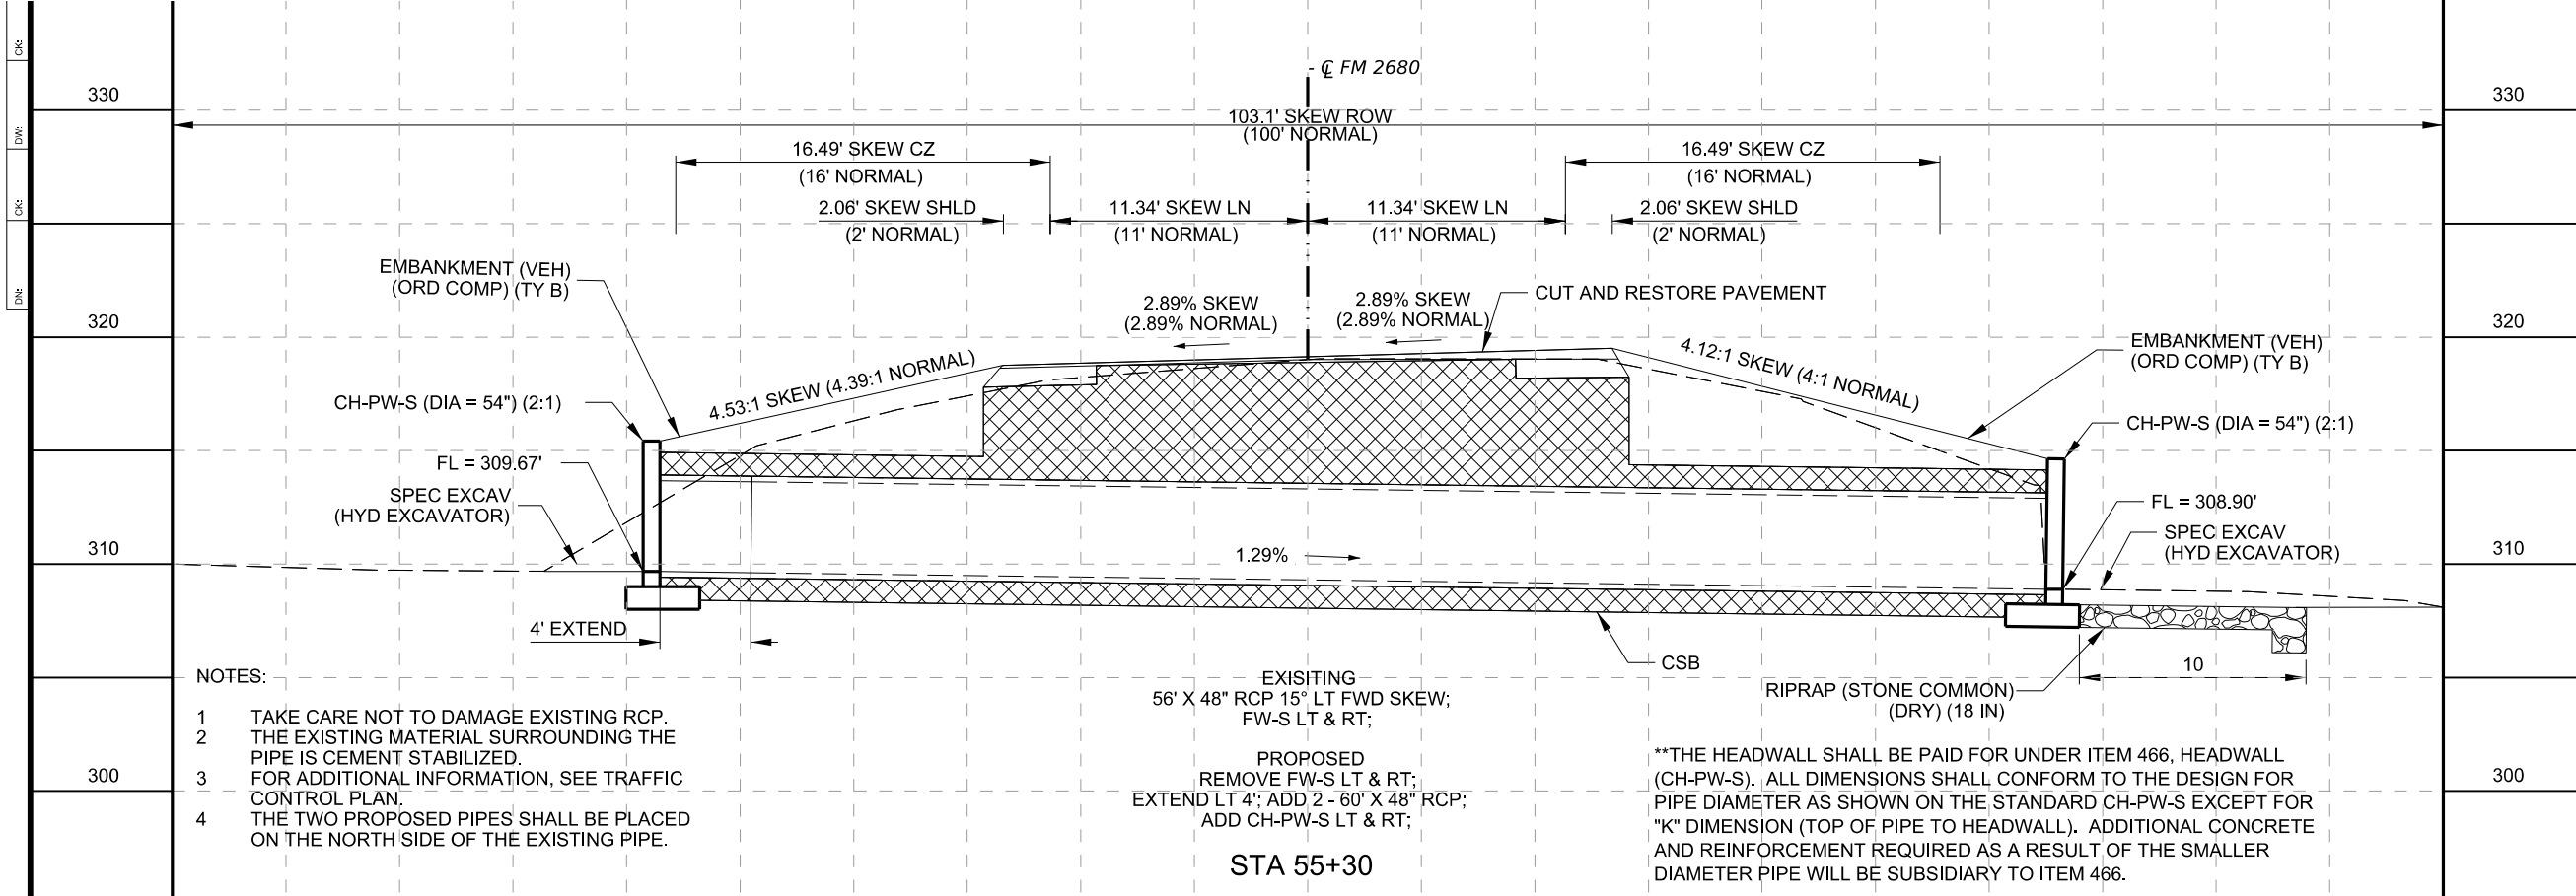 CK:
DW:
CK:
DN:
330
320
310
300
℄ FM 2680
103.1' SKEW ROW
(100' NORMAL)
16.49' SKEW CZ
(16' NORMAL)
16.49' SKEW CZ
(16' NORMAL)
2.06' SKEW SHLD
(2' NORMAL)
11.34' SKEW LN
(11' NORMAL)
11.34' SKEW LN
(11' NORMAL)
2.06' SKEW SHLD
(2' NORMAL)
EMBANKMENT (VEH)
(ORD COMP) (TY B)
2.89% SKEW
(2.89% NORMAL)
2.89% SKEW
(2.89% NORMAL)
CUT AND RESTORE PAVEMENT
4.53:1 SKEW (4.39:1 NORMAL)
4.12:1 SKEW (4:1 NORMAL)
EMBANKMENT (VEH)
(ORD COMP) (TY B)
CH-PW-S (DIA = 54") (2:1)
CH-PW-S (DIA = 54") (2:1)
FL = 309.67'
SPEC EXCAV
(HYD EXCAVATOR)
FL = 308.90'
SPEC EXCAV
(HYD EXCAVATOR)
1.29%
4' EXTEND
CSB
10
RIPRAP (STONE COMMON)
(DRY) (18 IN)
NOTES:
1 TAKE CARE NOT TO DAMAGE EXISTING RCP.
2 THE EXISTING MATERIAL SURROUNDING THE
PIPE IS CEMENT STABILIZED.
3 FOR ADDITIONAL INFORMATION, SEE TRAFFIC
CONTROL PLAN.
4 THE TWO PROPOSED PIPES SHALL BE PLACED
ON THE NORTH SIDE OF THE EXISTING PIPE.
EXISITING
56' X 48" RCP 15° LT FWD SKEW;
FW-S LT & RT;
PROPOSED
REMOVE FW-S LT & RT;
EXTEND LT 4'; ADD 2 - 60' X 48" RCP;
ADD CH-PW-S LT & RT;
STA 55+30
**THE HEADWALL SHALL BE PAID FOR UNDER ITEM 466, HEADWALL
(CH-PW-S). ALL DIMENSIONS SHALL CONFORM TO THE DESIGN FOR
PIPE DIAMETER AS SHOWN ON THE STANDARD CH-PW-S EXCEPT FOR
"K" DIMENSION (TOP OF PIPE TO HEADWALL). ADDITIONAL CONCRETE
AND REINFORCEMENT REQUIRED AS A RESULT OF THE SMALLER
DIAMETER PIPE WILL BE SUBSIDIARY TO ITEM 466.
330
320
310
300